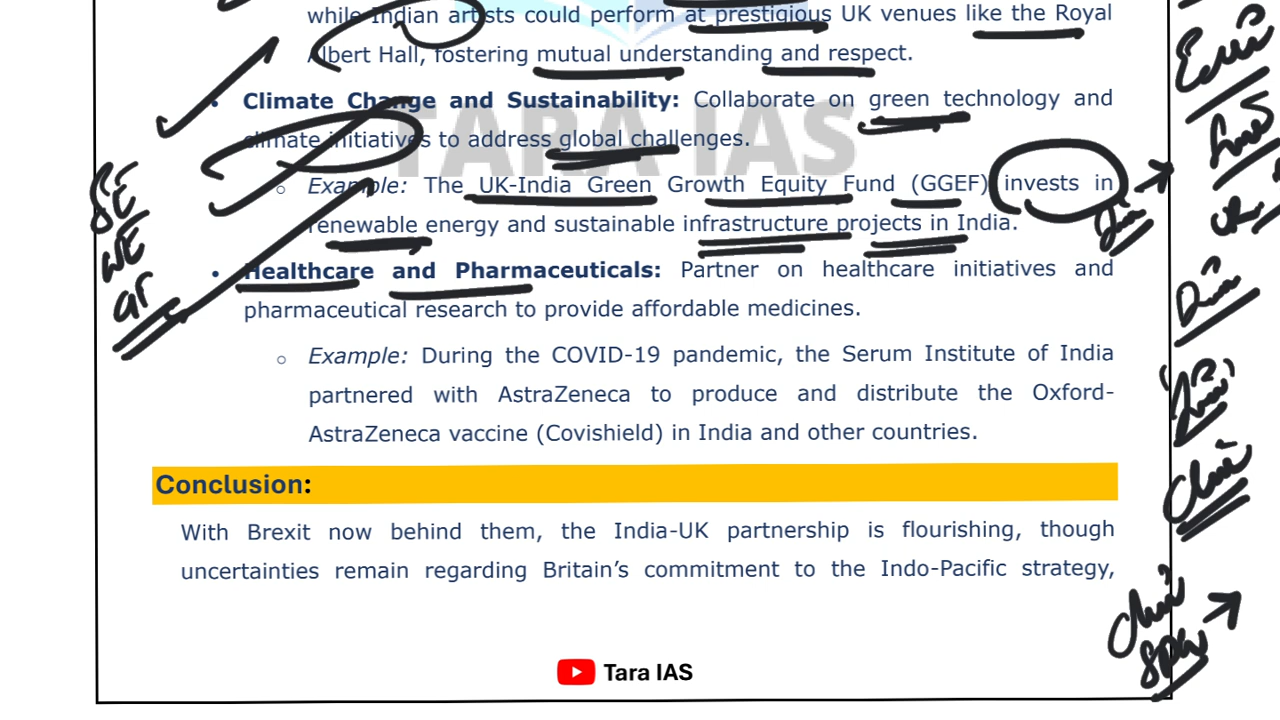 while Indian artists could perform at prestigious UK venues like the Royal
Albert Hall, fostering mutual understanding and respect.
• Climate Change and Sustainability: Collaborate on green technology and
climate initiatives to address global challenges.
TARA IAS
o Example: The UK-India Green Growth Equity Fund (GGEF) invests in
renewable energy and sustainable infrastructure projects in India.
• Healthcare and Pharmaceuticals: Partner on healthcare initiatives and
pharmaceutical research to provide affordable medicines.
o Example: During the COVID-19 pandemic, the Serum Institute of India
partnered with AstraZeneca to produce and distribute the Oxford-
AstraZeneca vaccine (Covishield) in India and other countries.
Conclusion:
With Brexit now behind them, the India-UK partnership is flourishing, though
uncertainties remain regarding Britain’s commitment to the Indo-Pacific strategy,
Tara IAS
SE
WE